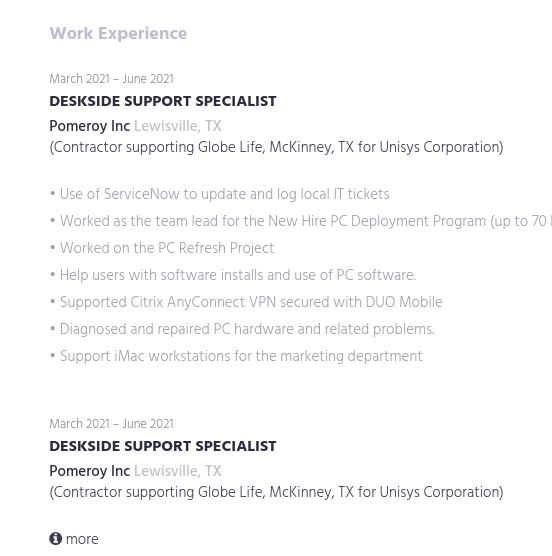 Work Experience
March 2021 – June 2021
DESKSIDE SUPPORT SPECIALIST
Pomeroy Inc Lewisville, TX
(Contractor supporting Globe Life, McKinney, TX for Unisys Corporation)
• Use of ServiceNow to update and log local IT tickets
• Worked as the team lead for the New Hire PC Deployment Program (up to 70
• Worked on the PC Refresh Project
• Help users with software installs and use of PC software.
• Supported Citrix AnyConnect VPN secured with DUO Mobile
• Diagnosed and repaired PC hardware and related problems.
• Support iMac workstations for the marketing department
March 2021 – June 2021
DESKSIDE SUPPORT SPECIALIST
Pomeroy Inc Lewisville, TX
(Contractor supporting Globe Life, McKinney, TX for Unisys Corporation)
more